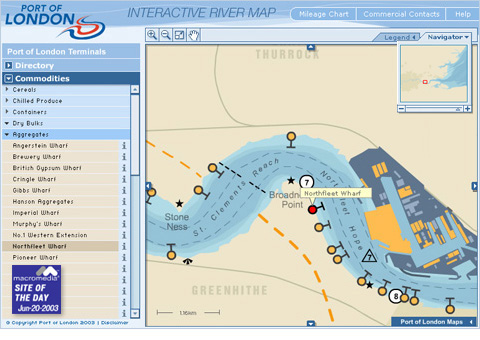 PORT OF
LONDON
INTERACTIVE RIVER MAP
Mileage Chart
Commercial Contacts
Help
Legend
Navigator
Port of London Terminals
Directory
Commodities
Cereals
Chilled Produce
Containers
Dry Bulks
Aggregates
Angerstein Wharf
Brewery Wharf
British Gypsum Wharf
Cringle Wharf
Gibbs Wharf
Hanson Aggregates
Imperial Wharf
Murphy's Wharf
No.1 Western Extension
Northfleet Wharf
Pioneer Wharf
macromedia
SITE OF
THE DAY
Jun-20-2003
© Copyright Port of London 2003 | Disclaimer
THURROCK
St. Clements Reach
Stone
Ness
Broadness
Point
7
Northfleet Wharf
Northfleet Hope
7
8
GREENHITHE
1.16km
Port of London Maps